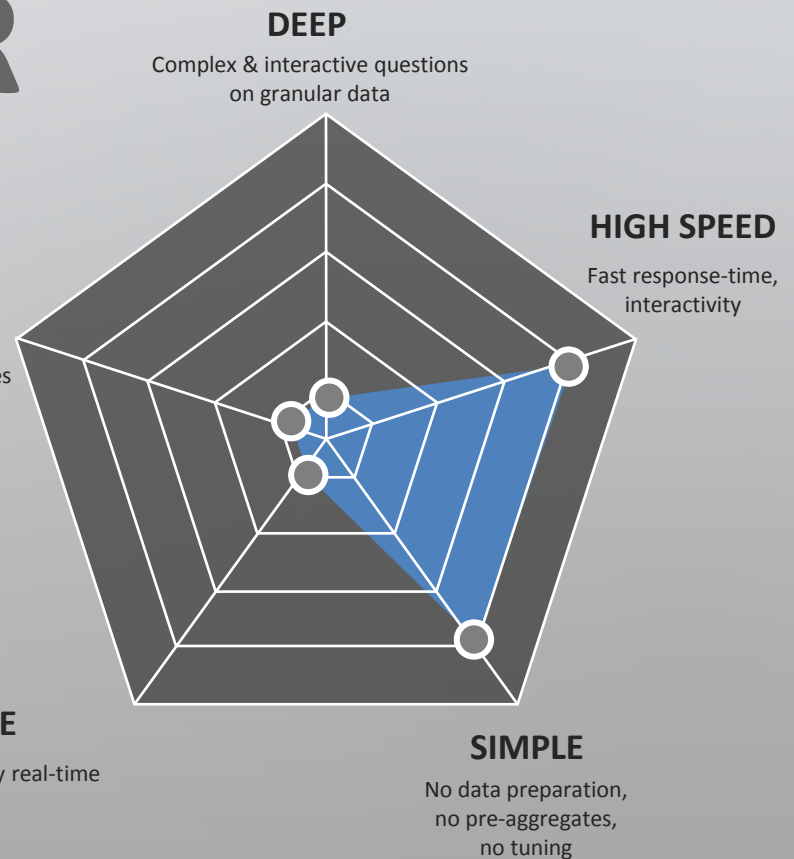 R
DEEP
Complex & interactive questions
on granular data
HIGH SPEED
Fast response-time,
interactivity
SIMPLE
No data preparation,
no pre-aggregates,
no tuning
real-time